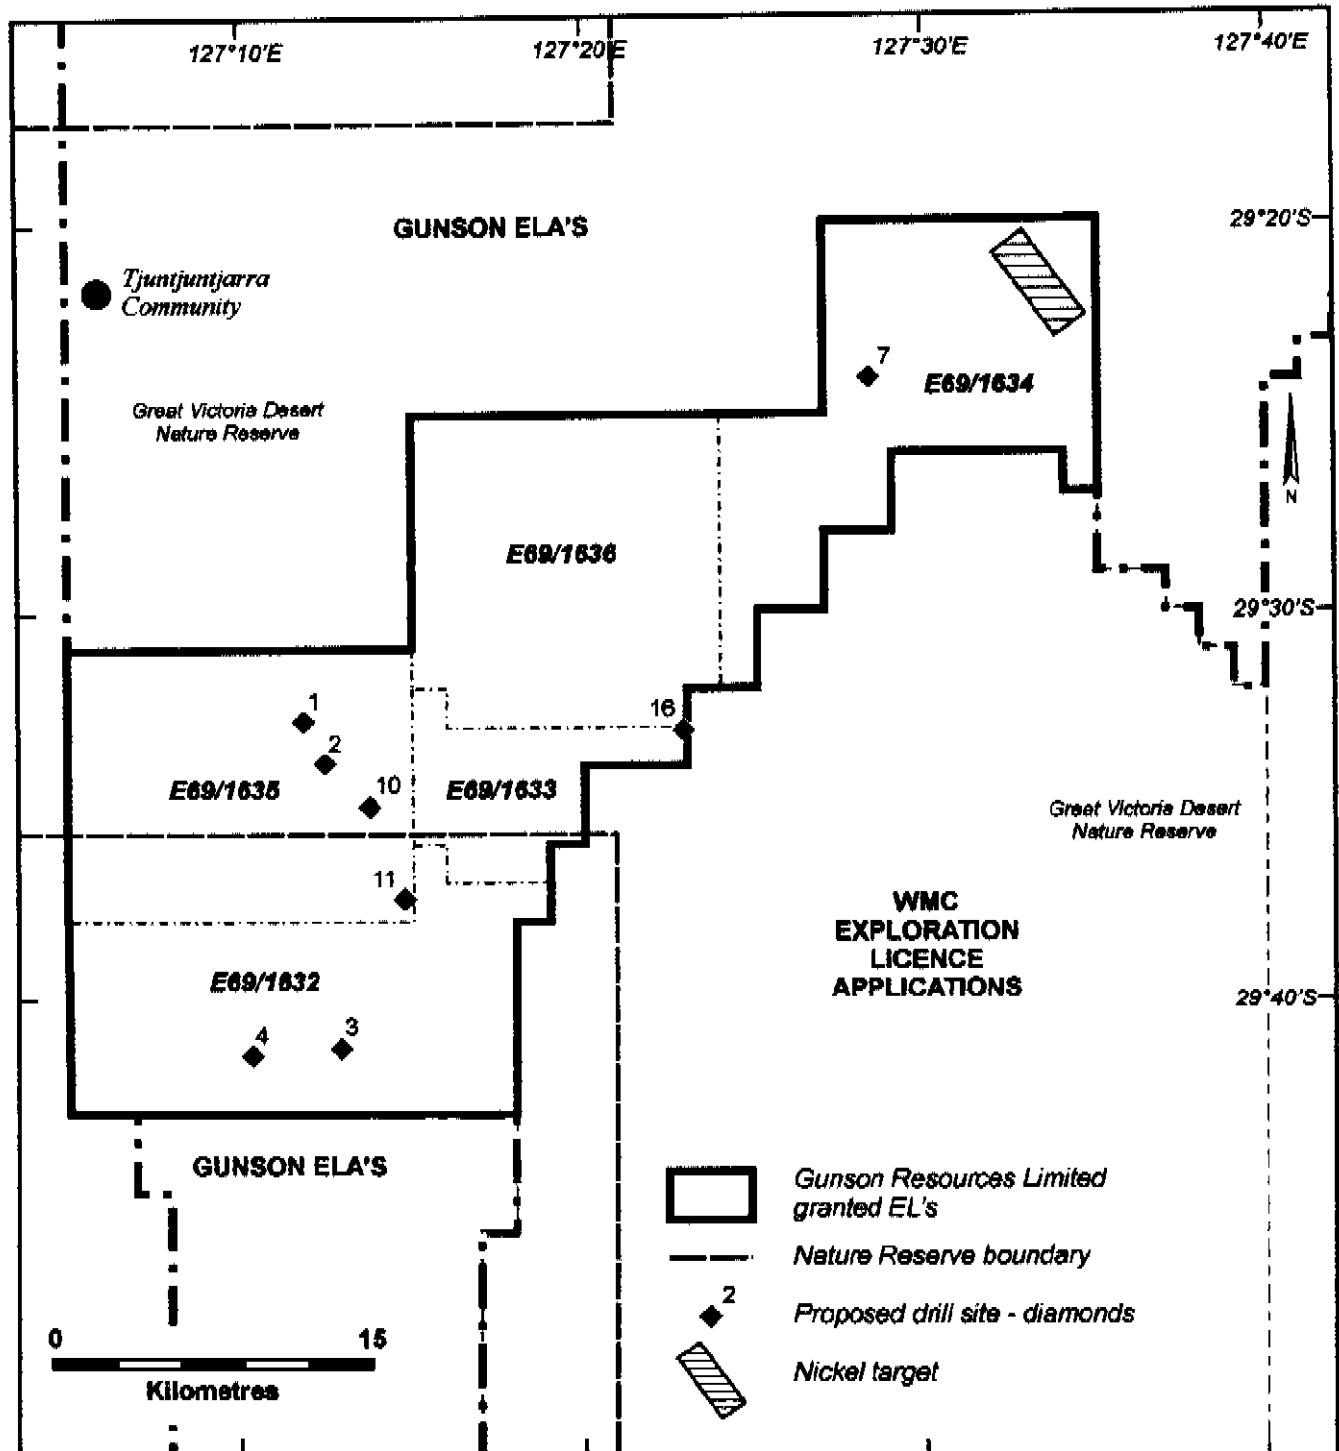 127°10'E
127°20'E
127°30'E
127°40'E
GUNSON ELA'S
29°20'S
Tjuntjuntjarra
Community
7
E69/1634
Great Victoria Desert
Nature Reserve
N
E69/1636
29°30'S
1
16
2
E69/1635
10
E69/1633
Great Victoria Desert
Nature Reserve
11
WMC
EXPLORATION
LICENCE
APPLICATIONS
E69/1632
29°40'S
4
3
GUNSON ELA'S
Gunson Resources Limited
granted EL's
Nature Reserve boundary
2
Proposed drill site - diamonds
Nickel target
0 15
Kilometres